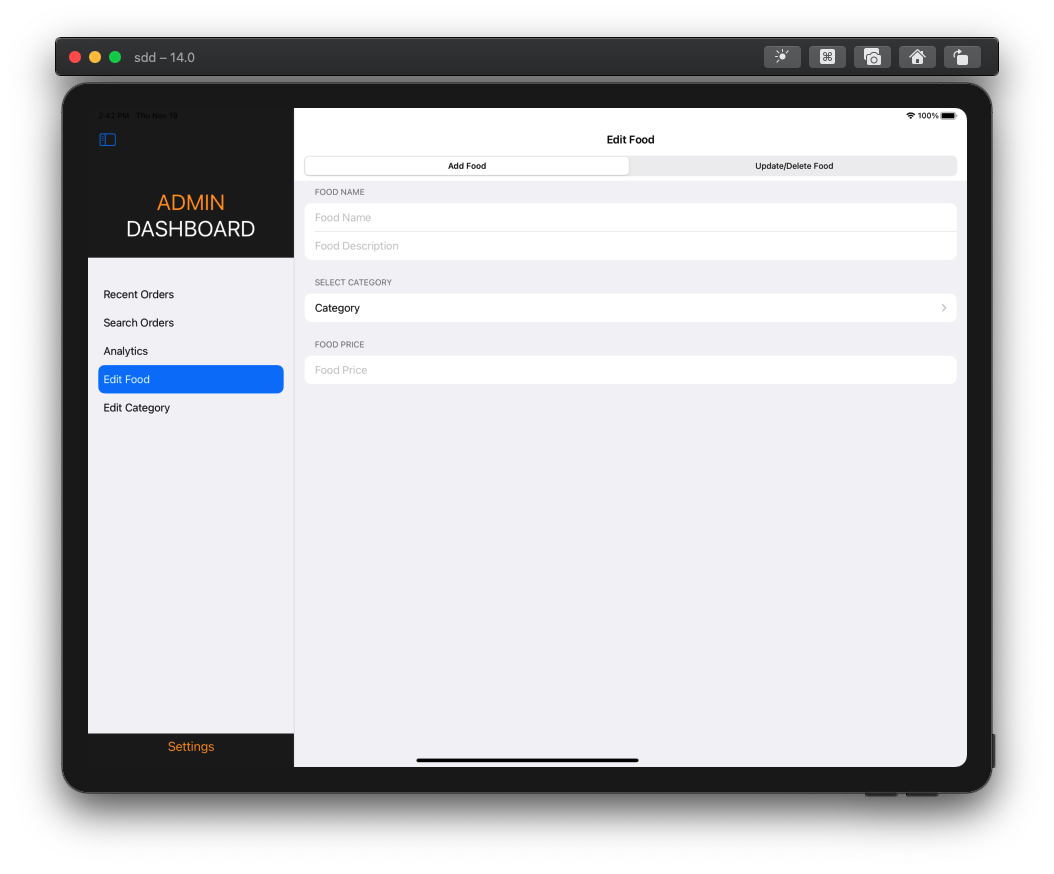 sdd – 14.0
2:42 PM Thu Nov 19
100%
ADMIN
DASHBOARD
Recent Orders
Search Orders
Analytics
Edit Food
Edit Category
Settings
Edit Food
Add Food
Update/Delete Food
FOOD NAME
Food Name
Food Description
SELECT CATEGORY
Category
FOOD PRICE
Food Price